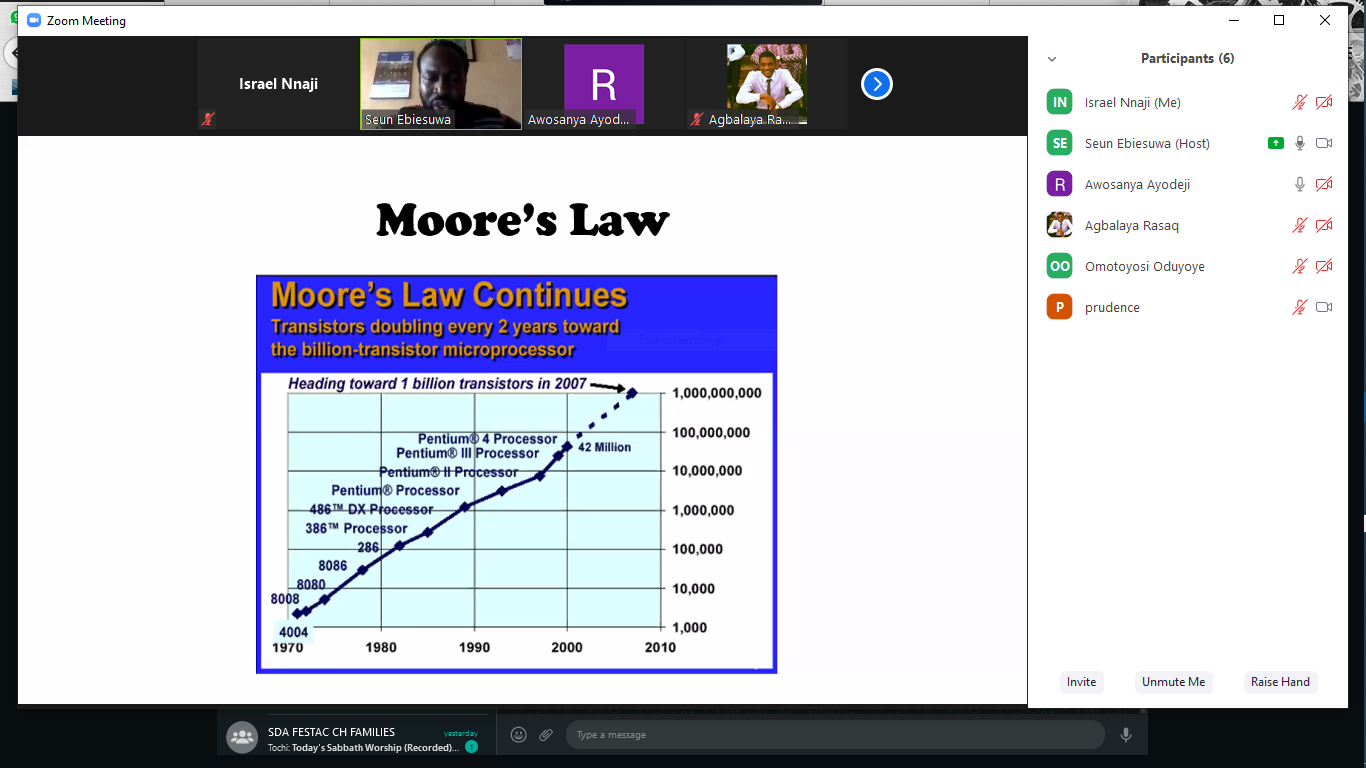 Zoom Meeting
Israel Nnaji
Seun Ebiesuwa
R
Awosanya Ayod...
Agbalaya Ra...
Participants (6)
IN Israel Nnaji (Me)
SE Seun Ebiesuwa (Host)
R Awosanya Ayodeji
Agbalaya Rasaq
OO Omotoyosi Oduyoye
P prudence
Invite Unmute Me Raise Hand
Moore's Law
Moore's Law Continues
Transistors doubling every 2 years toward
the billion-transistor microprocessor
Heading toward 1 billion transistors in 2007
1,000,000,000
100,000,000
10,000,000
1,000,000
100,000
10,000
1,000
Pentium® 4 Processor
42 Million
Pentium® III Processor
Pentium® II Processor
Pentium® Processor
486™ DX Processor
386™ Processor
286
8086
8080
8008
4004
1970 1980 1990 2000 2010
SDA FESTAC CH FAMILIES yesterday
Tochi: Today's Sabbath Worship (Recorded)... 1
Type a message